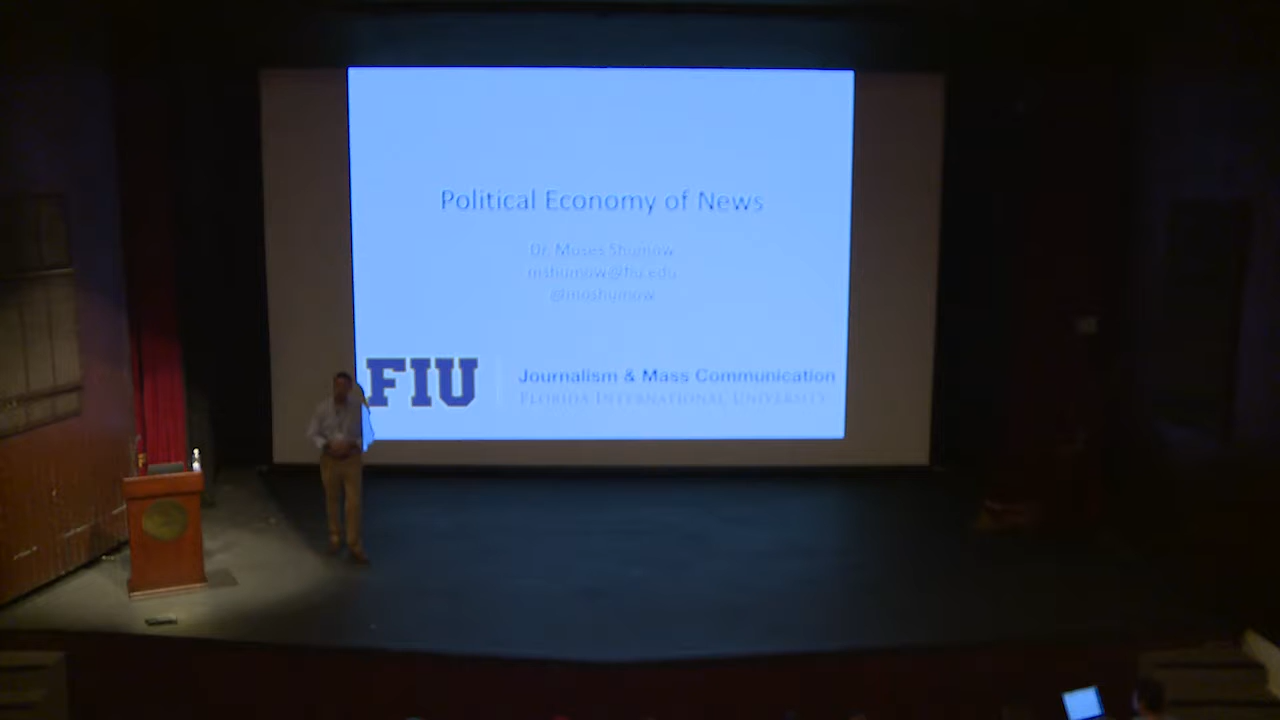 Political Economy of News
Dr. Moses Shumow
mshumow@fiu.edu
@moshumow
FIU
Journalism & Mass Communication
FLORIDA INTERNATIONAL UNIVERSITY